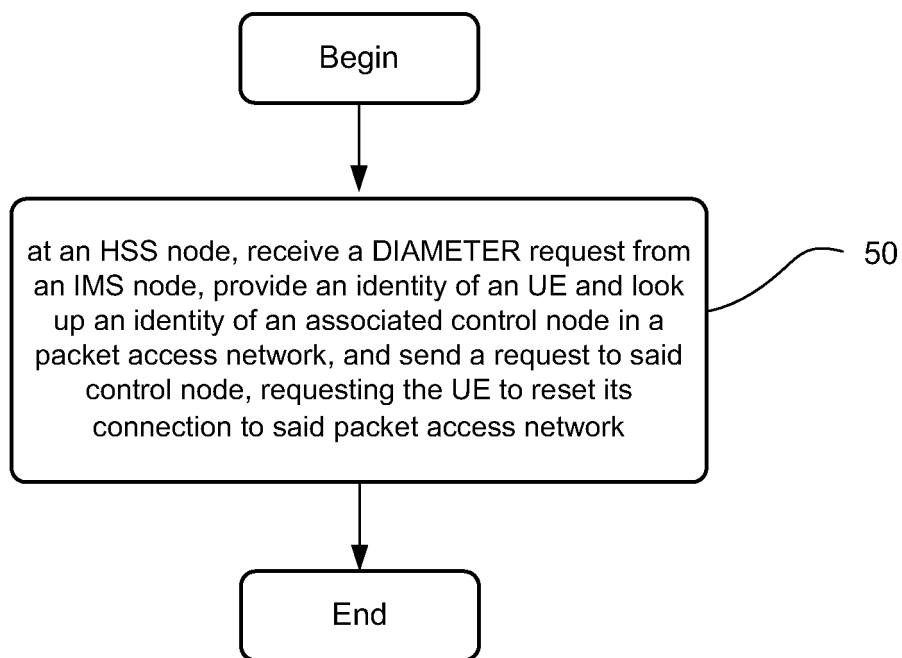 Begin
at an HSS node, receive a DIAMETER request from
an IMS node, provide an identity of an UE and look
up an identity of an associated control node in a
packet access network, and send a request to said
control node, requesting the UE to reset its
connection to said packet access network
50
End